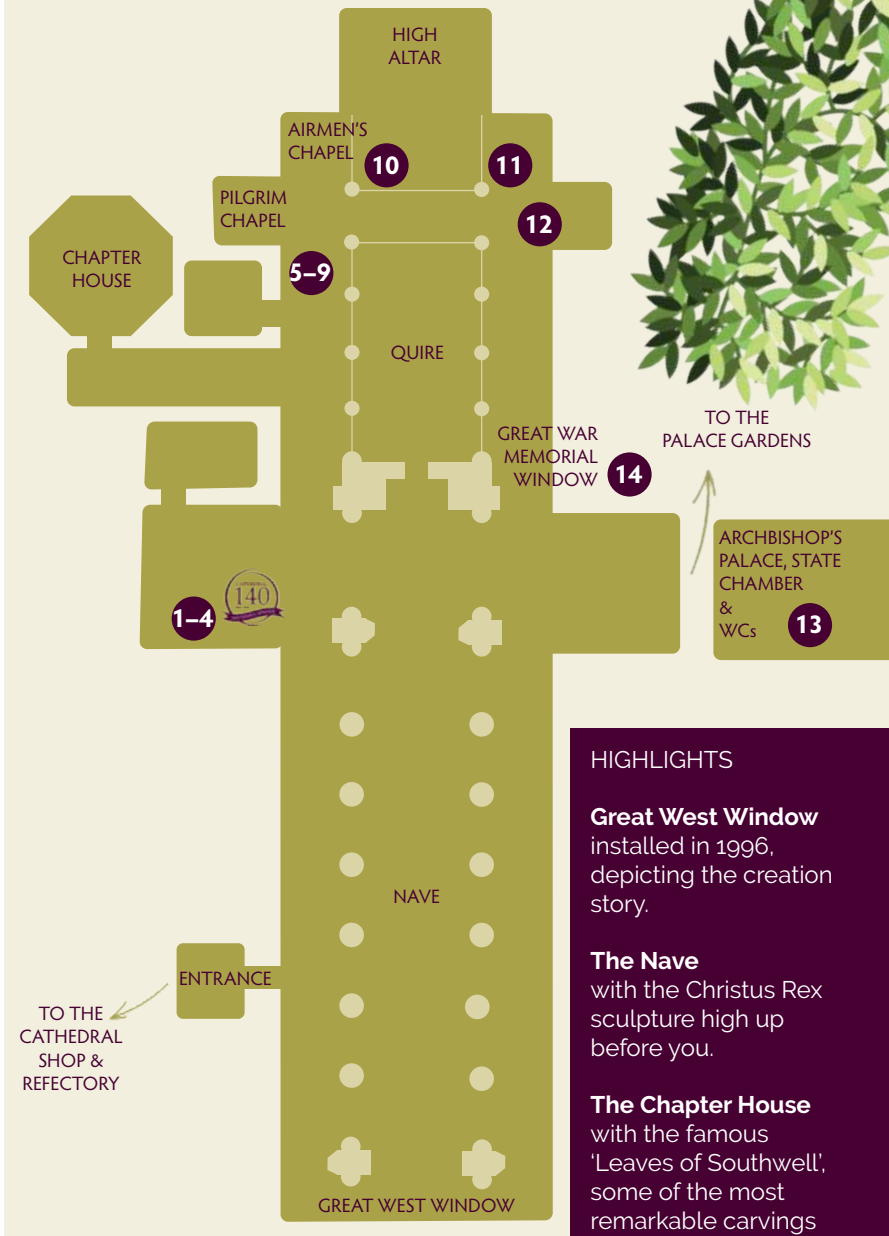 HIGH
ALTAR
AIRMEN'S
CHAPEL
10
11
PILGRIM
CHAPEL
12
CHAPTER
HOUSE
5–9
QUIRE
TO THE
PALACE GARDENS
GREAT WAR
MEMORIAL
WINDOW
14
ARCHBISHOP'S
PALACE, STATE
CHAMBER
&
WCs
13
1–4
140
NAVE
ENTRANCE
TO THE
CATHEDRAL
SHOP &
REFECTORY
GREAT WEST WINDOW
HIGHLIGHTS
Great West Window
installed in 1996,
depicting the creation
story.
The Nave
with the Christus Rex
sculpture high up
before you.
The Chapter House
with the famous
‘Leaves of Southwell’,
some of the most
remarkable carvings